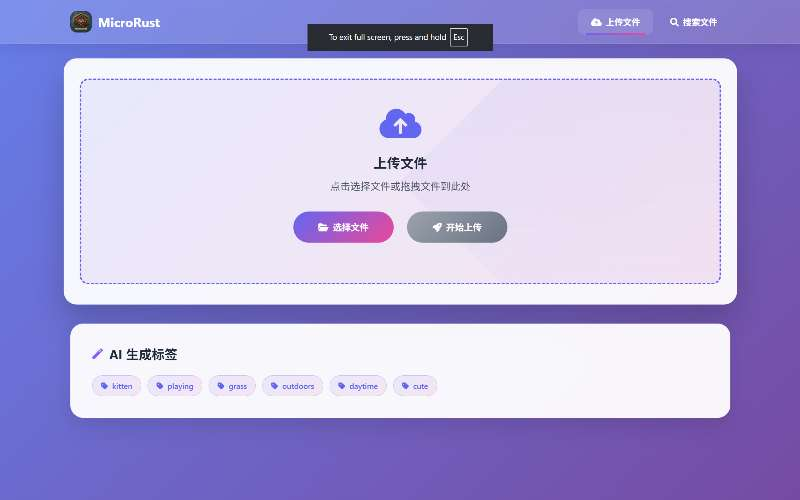 MicroRust
上传文件
搜索文件
To exit full screen, press and hold Esc
上传文件
点击选择文件或拖拽文件到此处
选择文件
开始上传
AI 生成标签
kitten
playing
grass
outdoors
daytime
cute